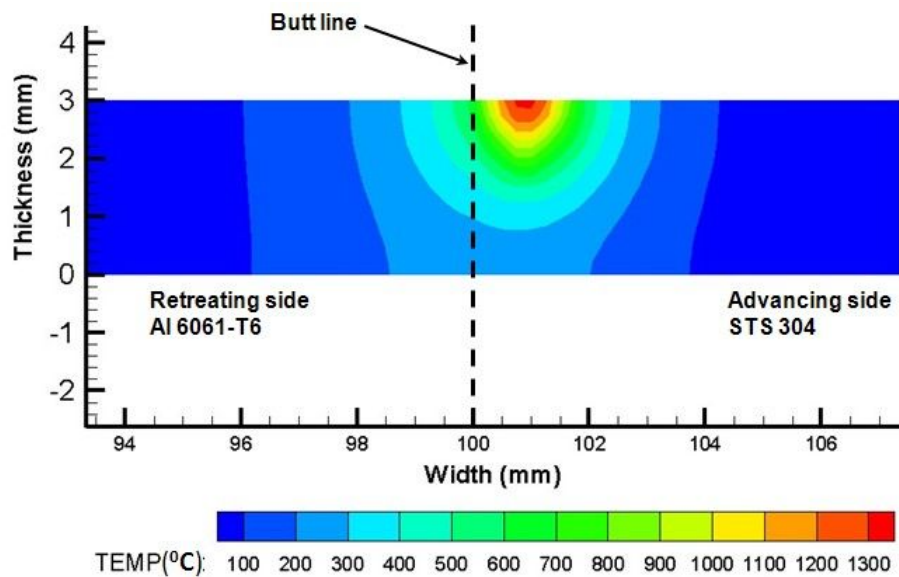 Butt line
4
3
2
1
0
-1
-2
Thickness (mm)
Retreating side
Al 6061-T6
Advancing side
STS 304
94 96 98 100 102 104 106
Width (mm)
TEMP(⁰C): 100 200 300 400 500 600 700 800 900 1000 1100 1200 1300